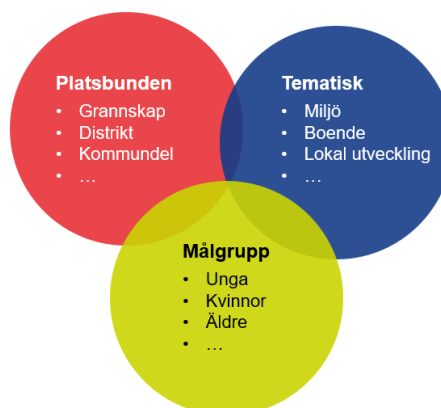 Platsbunden
• Grannskap
• Distrikt
• Kommundel
• ...
Tematisk
• Miljö
• Boende
• Lokal utveckling
• ...
Målgrupp
• Unga
• Kvinnor
• Äldre
• ...